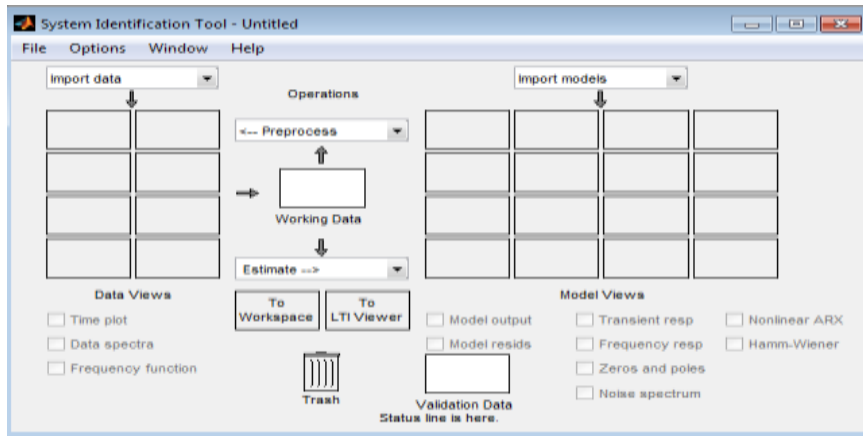 System Identification Tool - Untitled
File Options Window Help
Import data
Import models
Operations
<-- Preprocess
Working Data
Estimate -->
Data Views
To Workspace
To LTI Viewer
Model Views
Time plot
Data spectra
Frequency function
Model output
Model resids
Transient resp
Frequency resp
Zeros and poles
Noise spectrum
Nonlinear ARX
Hamm-Wiener
Trash
Validation Data
Status line is here.